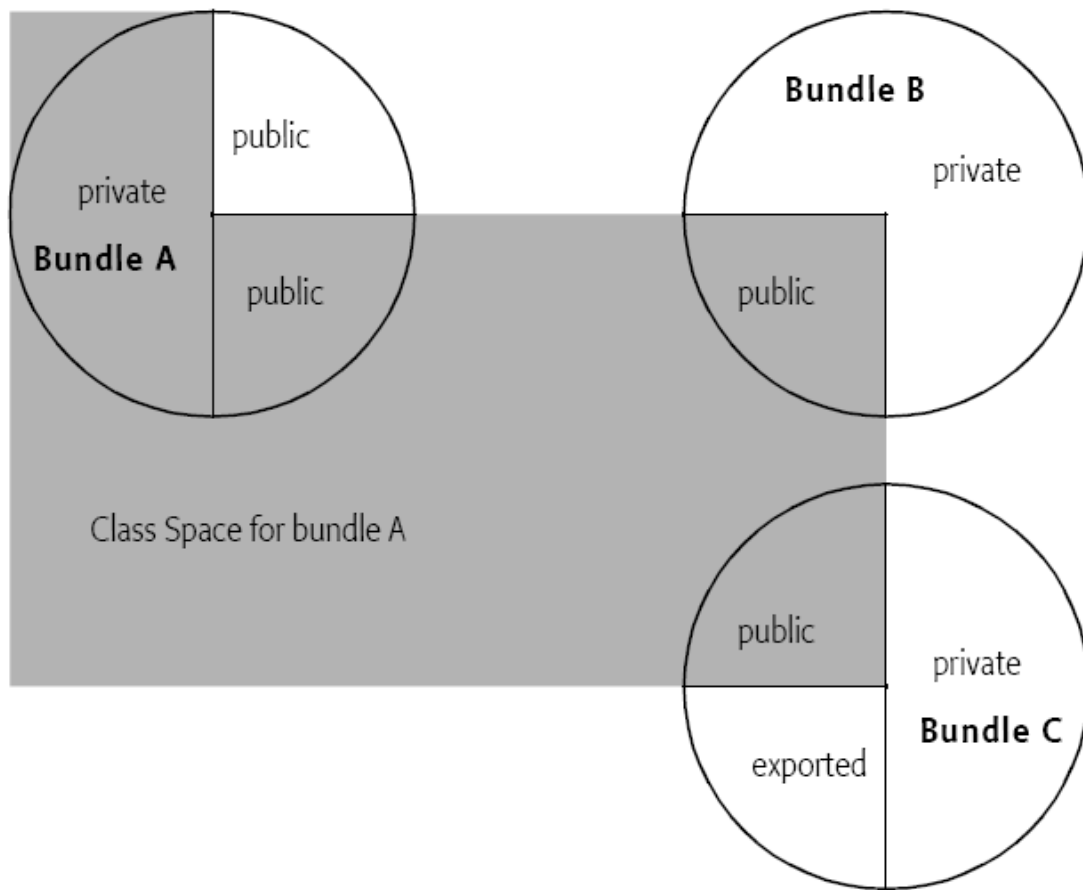 Bundle B
public
private
private
Bundle A
public
public
Class Space for bundle A
public
private
Bundle C
exported